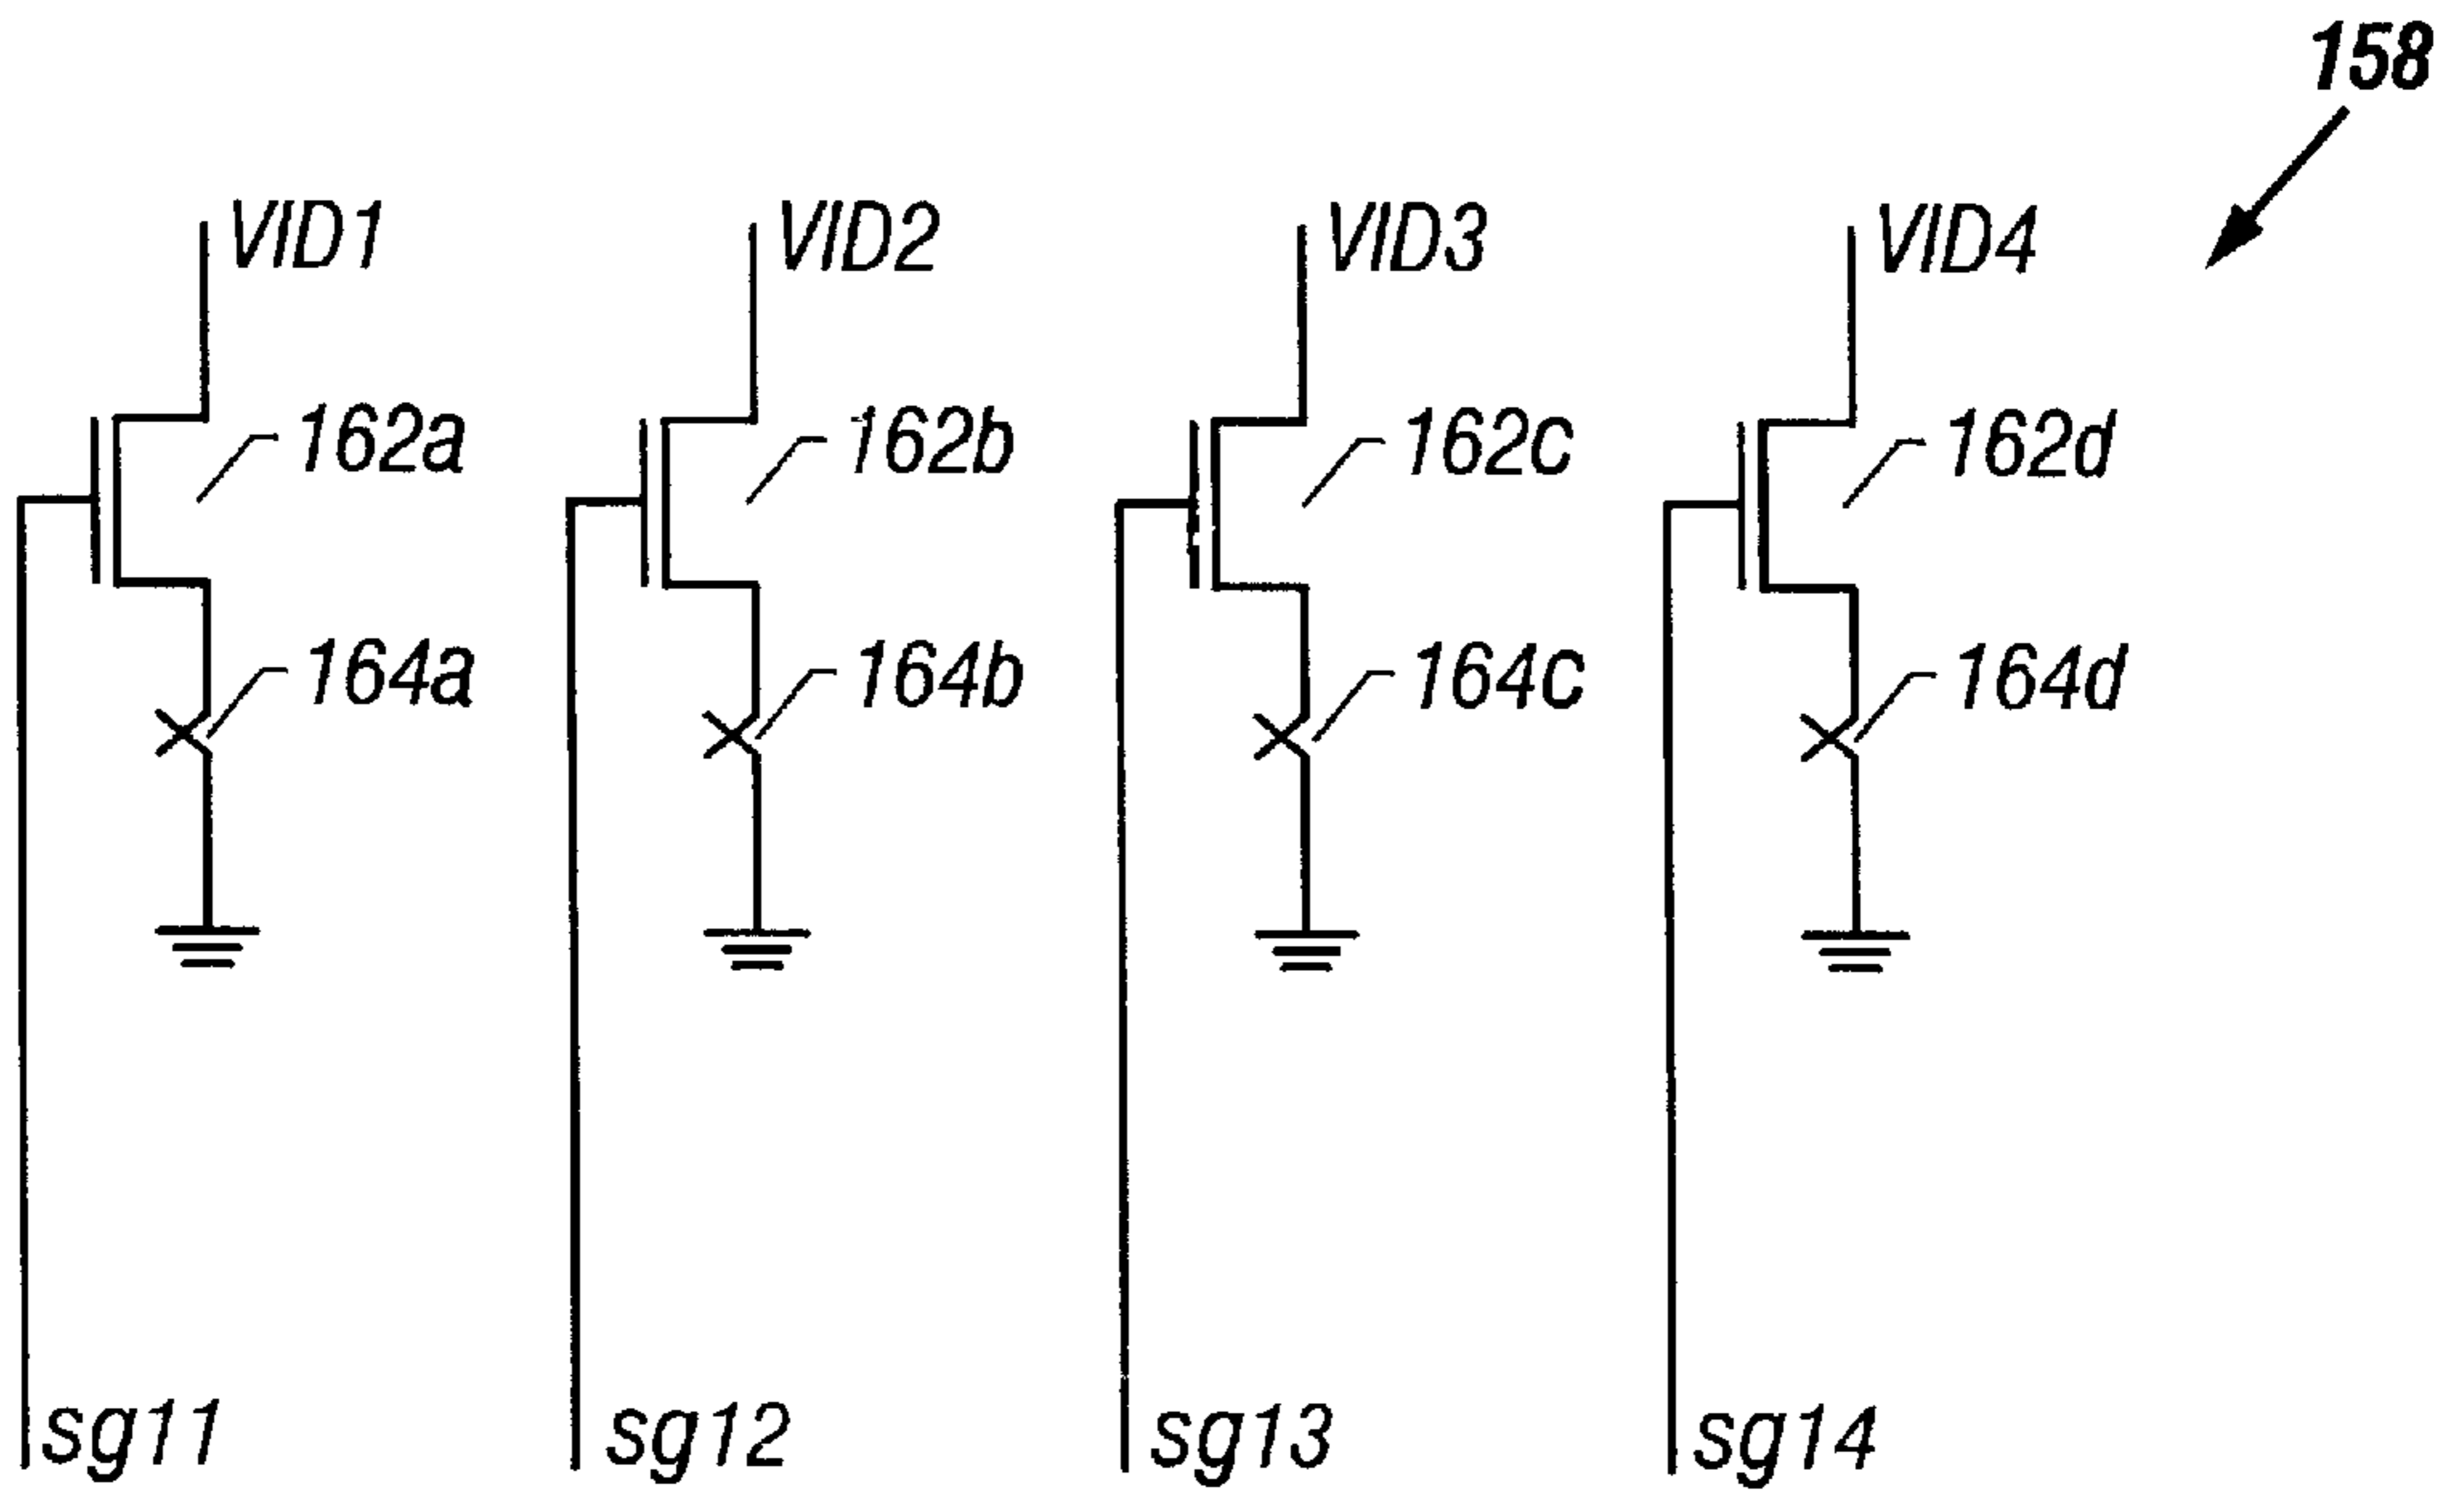 158
VID1 VID2 VID3 VID4
162a 162b 162c 162d
164a 164b 164c 164d
sg11 sg12 sg13 sg14